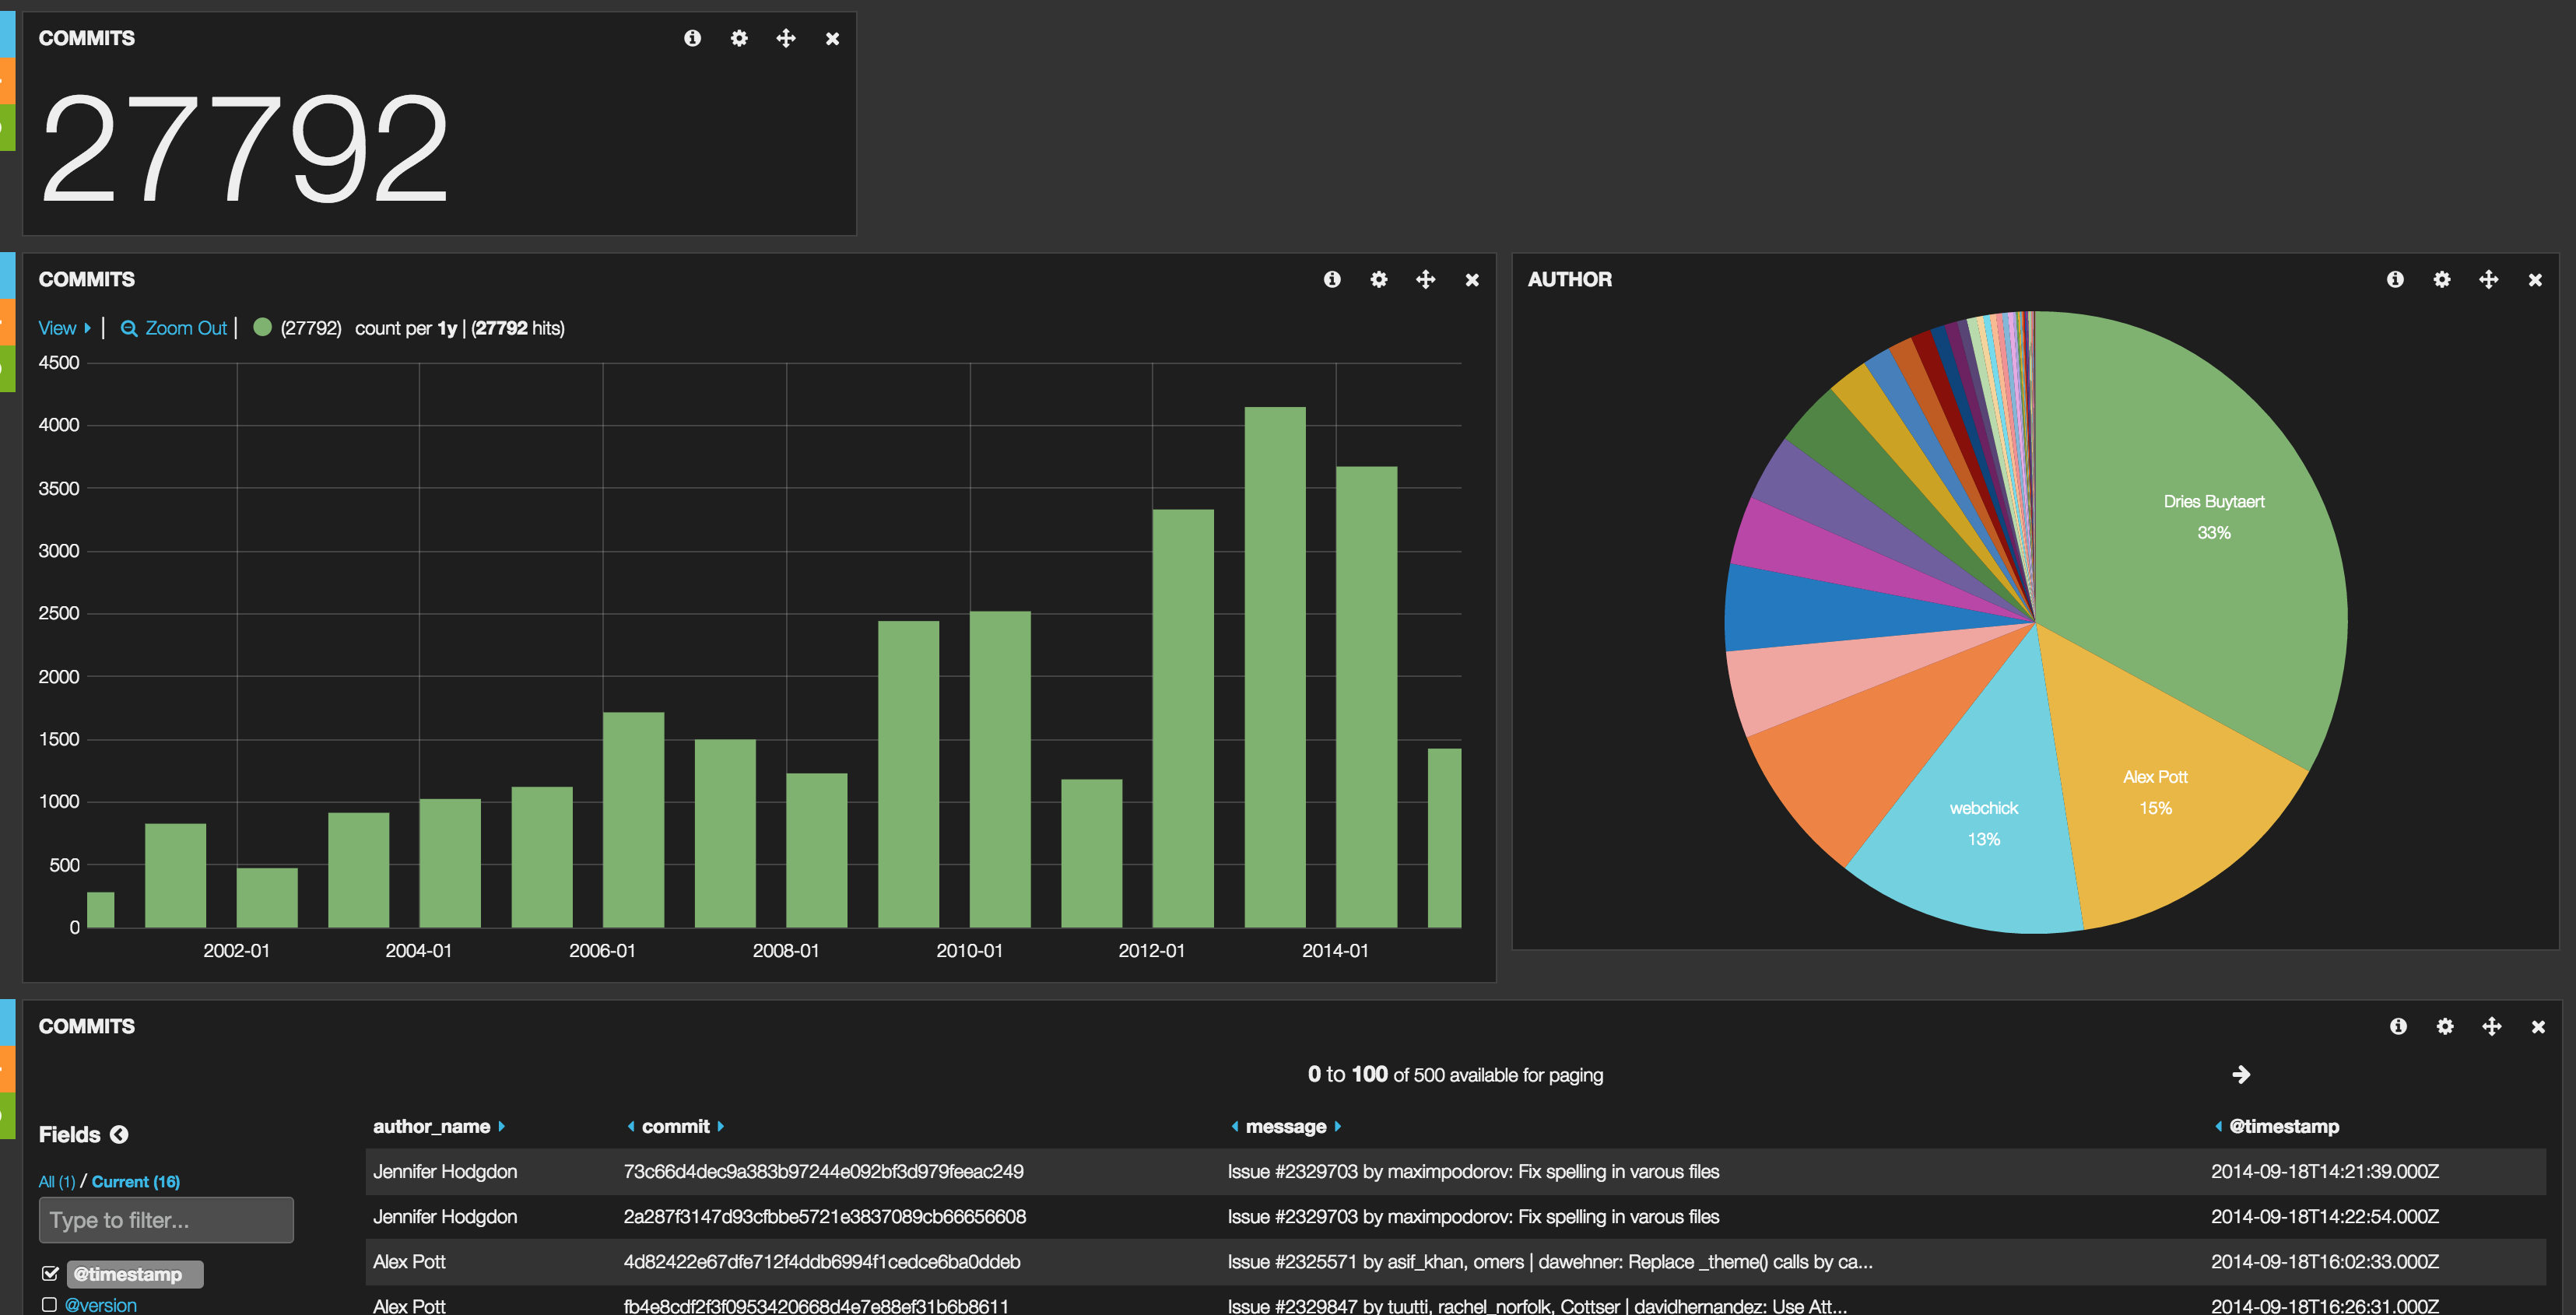 COMMITS
27792
COMMITS
View | Zoom Out | (27792) count per 1y | (27792 hits)
4500
4000
3500
3000
2500
2000
1500
1000
500
0
2002-01 2004-01 2006-01 2008-01 2010-01 2012-01 2014-01
AUTHOR
Dries Buytaert
33%
Alex Pott
15%
webchick
13%
COMMITS
0 to 100 of 500 available for paging
Fields
All (1) / Current (16)
Type to filter...
@timestamp
@version
author_name commit message @timestamp
Jennifer Hodgdon 73c66d4dec9a383b97244e092bf3d979feeac249 Issue #2329703 by maximpodorov: Fix spelling in varous files 2014-09-18T14:21:39.000Z
Jennifer Hodgdon 2a287f3147d93cfbbe5721e3837089cb66656608 Issue #2329703 by maximpodorov: Fix spelling in varous files 2014-09-18T14:22:54.000Z
Alex Pott 4d82422e67dfe712f4ddb6994f1cedce6ba0ddeb Issue #2325571 by asif_khan, omers | dawehner: Replace _theme() calls by ca... 2014-09-18T16:02:33.000Z
Alex Pott fb4e8cdf2f3f0953420668d4e7e88ef31b6b8611 Issue #2329847 by tuutti, rachel_norfolk, Cottser | davidhernandez: Use Att... 2014-09-18T16:26:31.000Z